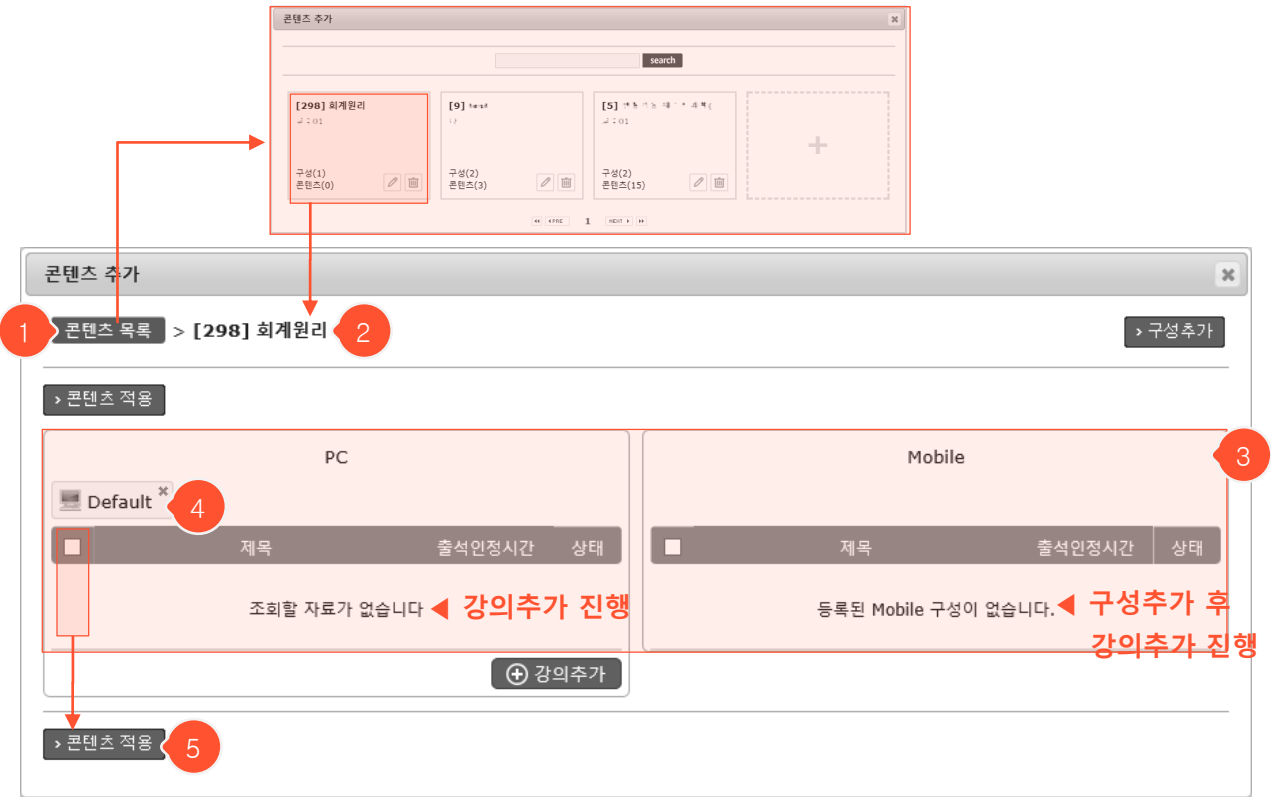 콘텐츠 추가
search
[298] 회계원리
[9]
[5]
구성(1)
콘텐츠(0)
구성(2)
콘텐츠(3)
구성(2)
콘텐츠(15)
PRE 1 NEXT
콘텐츠 추가
1 콘텐츠 목록 > [298] 회계원리 2
구성추가
콘텐츠 적용
PC
Mobile
3
Default
4
제목 출석인정시간 상태
제목 출석인정시간 상태
조회할 자료가 없습니다
강의추가 진행
등록된 Mobile 구성이 없습니다.
구성추가 후
강의추가 진행
강의추가
콘텐츠 적용
5